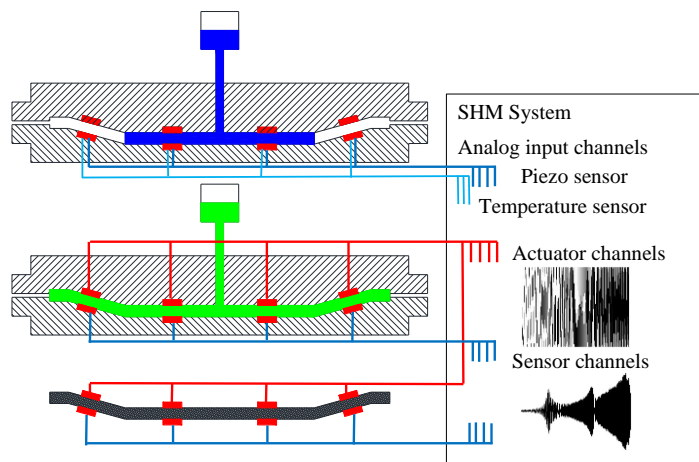 SHM System
Analog input channels
Piezo sensor
Temperature sensor
Actuator channels
Sensor channels